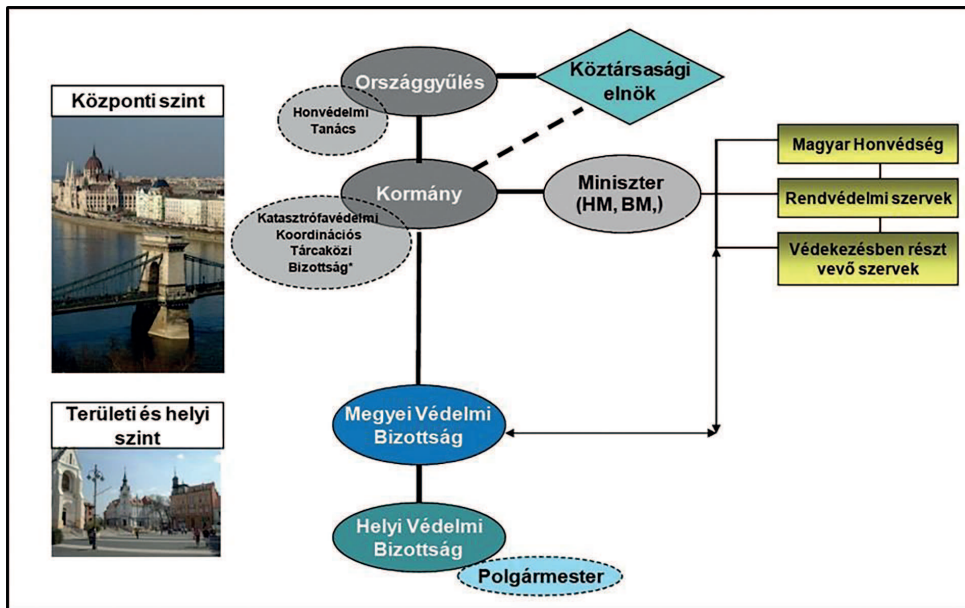 Központi szint
Területi és helyi
szint
Országgyűlés
Köztársasági
elnök
Honvédelmi
Tanács
Kormány
Katasztrófavédelmi
Koordinációs
Tárcaközi
Bizottság*
Miniszter
(HM, BM,)
Magyar Honvédség
Rendvédelmi szervek
Védekezésben részt
vevő szervek
Megyei Védelmi
Bizottság
Helyi Védelmi
Bizottság
Polgármester